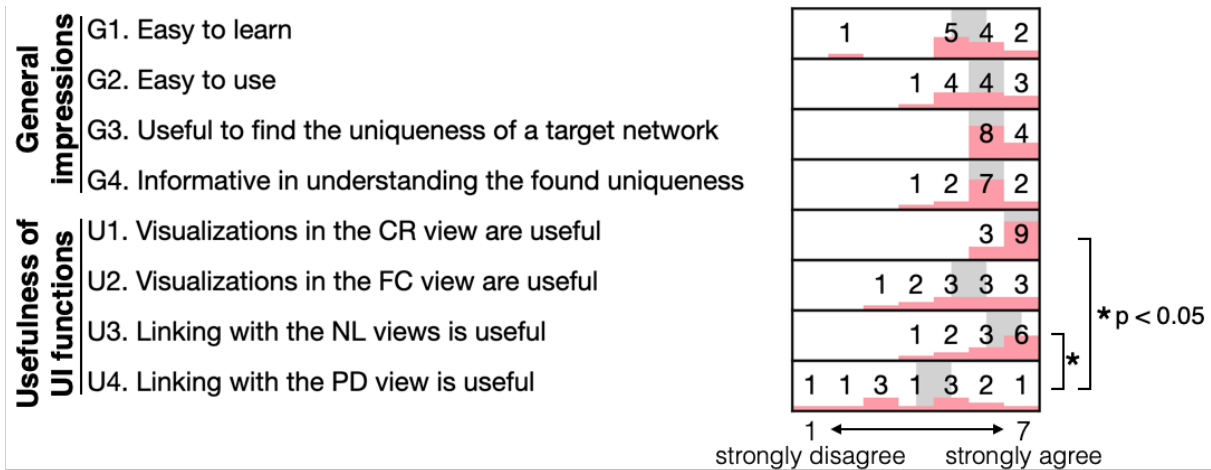 General
impressions
G1. Easy to learn 1 5 4 2
G2. Easy to use 1 4 4 3
G3. Useful to find the uniqueness of a target network 8 4
G4. Informative in understanding the found uniqueness 1 2 7 2
Usefulness of
UI functions
U1. Visualizations in the CR view are useful 3 9
U2. Visualizations in the FC view are useful 1 2 3 3 3
U3. Linking with the NL views is useful 1 2 3 6
U4. Linking with the PD view is useful 1 1 3 1 3 2 1
* p < 0.05
*
1 7
strongly disagree strongly agree